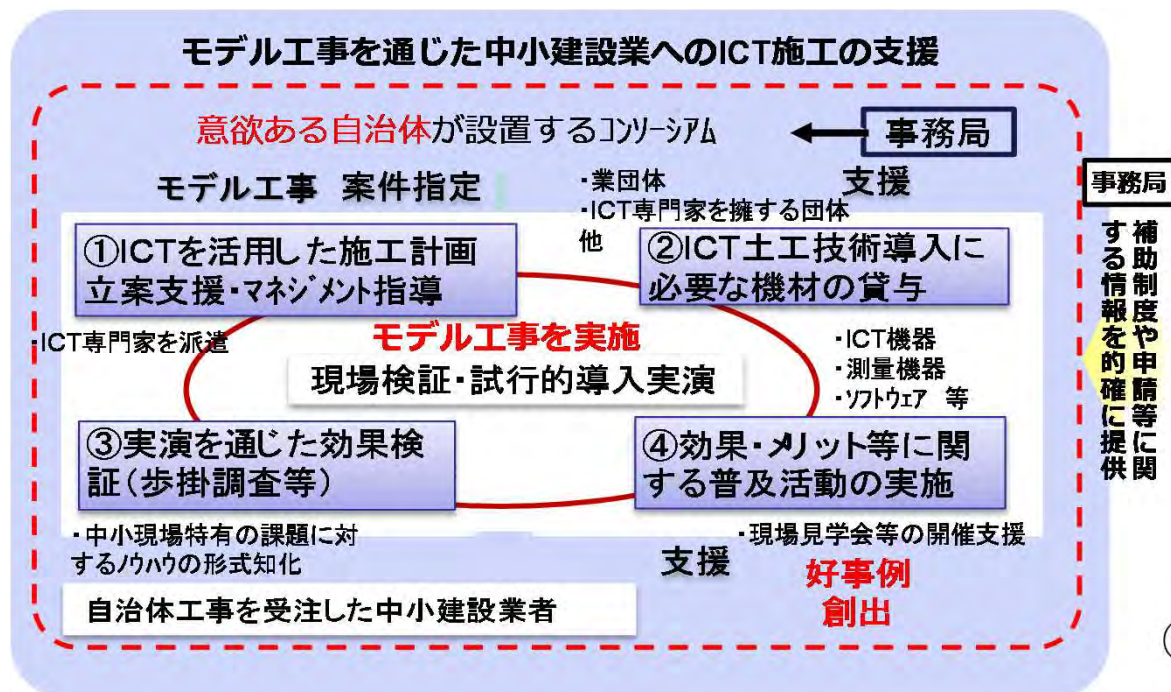 モデル工事を通じた中小建設業へのICT施工の支援
意欲ある自治体が設置するコンソーシアム
事務局
モデル工事 案件指定
・業団体
・ICT専門家を擁する団体
他
支援
①ICTを活用した施工計画
立案支援・マネジメント指導
②ICT土工技術導入に
必要な機材の貸与
・ICT専門家を派遣
モデル工事を実施
現場検証・試行的導入実演
・ICT機器
・測量機器
・ソフトウェア 等
③実演を通じた効果検
証(歩掛調査等)
④効果・メリット等に関
する普及活動の実施
・中小現場特有の課題に対
するノウハウの形式知化
・現場見学会等の開催支援
支援
好事例
創出
自治体工事を受注した中小建設業者
事務局
補助制度や申請等に関
する情報を的確に提供